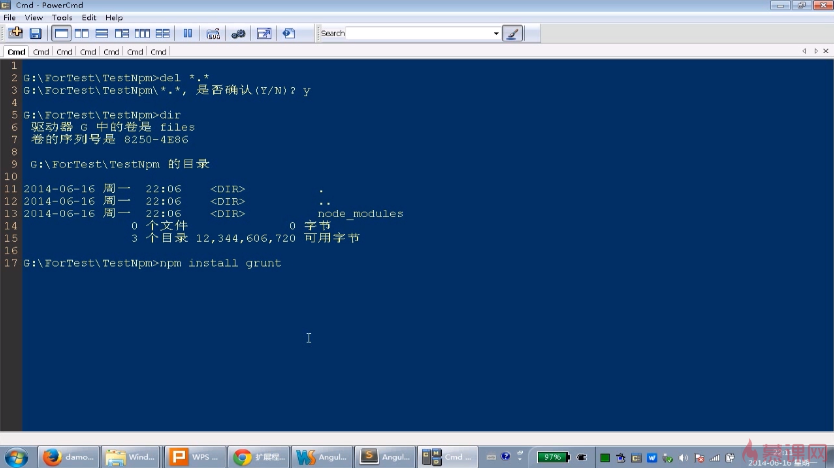 Cmd - PowerCmd
File View Tools Edit Help
Search
Cmd Cmd Cmd Cmd Cmd Cmd Cmd
1
2 G:\ForTest\TestNpm>del *.*
3 G:\ForTest\TestNpm\*.*, 是否确认(Y/N)? y
4
5 G:\ForTest\TestNpm>dir
6 驱动器 G 中的卷是 files
7 卷的序列号是 8250-4E86
8
9 G:\ForTest\TestNpm 的目录
10
11 2014-06-16 周一 22:06 <DIR> .
12 2014-06-16 周一 22:06 <DIR> ..
13 2014-06-16 周一 22:06 <DIR> node_modules
14 0 个文件 0 字节
15 3 个目录 12,344,606,720 可用字节
16
17 G:\ForTest\TestNpm>npm install grunt
damo... Wind... WPS ... 扩展程... Angul... Angul... Cmd ... 97%
2014-06-16 星期一
慕课网